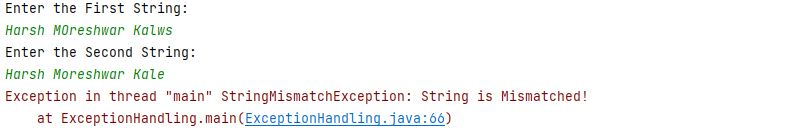 Enter the First String:
Harsh MOreshwar Kalws
Enter the Second String:
Harsh Moreshwar Kale
Exception in thread "main" StringMismatchException: String is Mismatched!
at ExceptionHandling.main(ExceptionHandling.java:66)